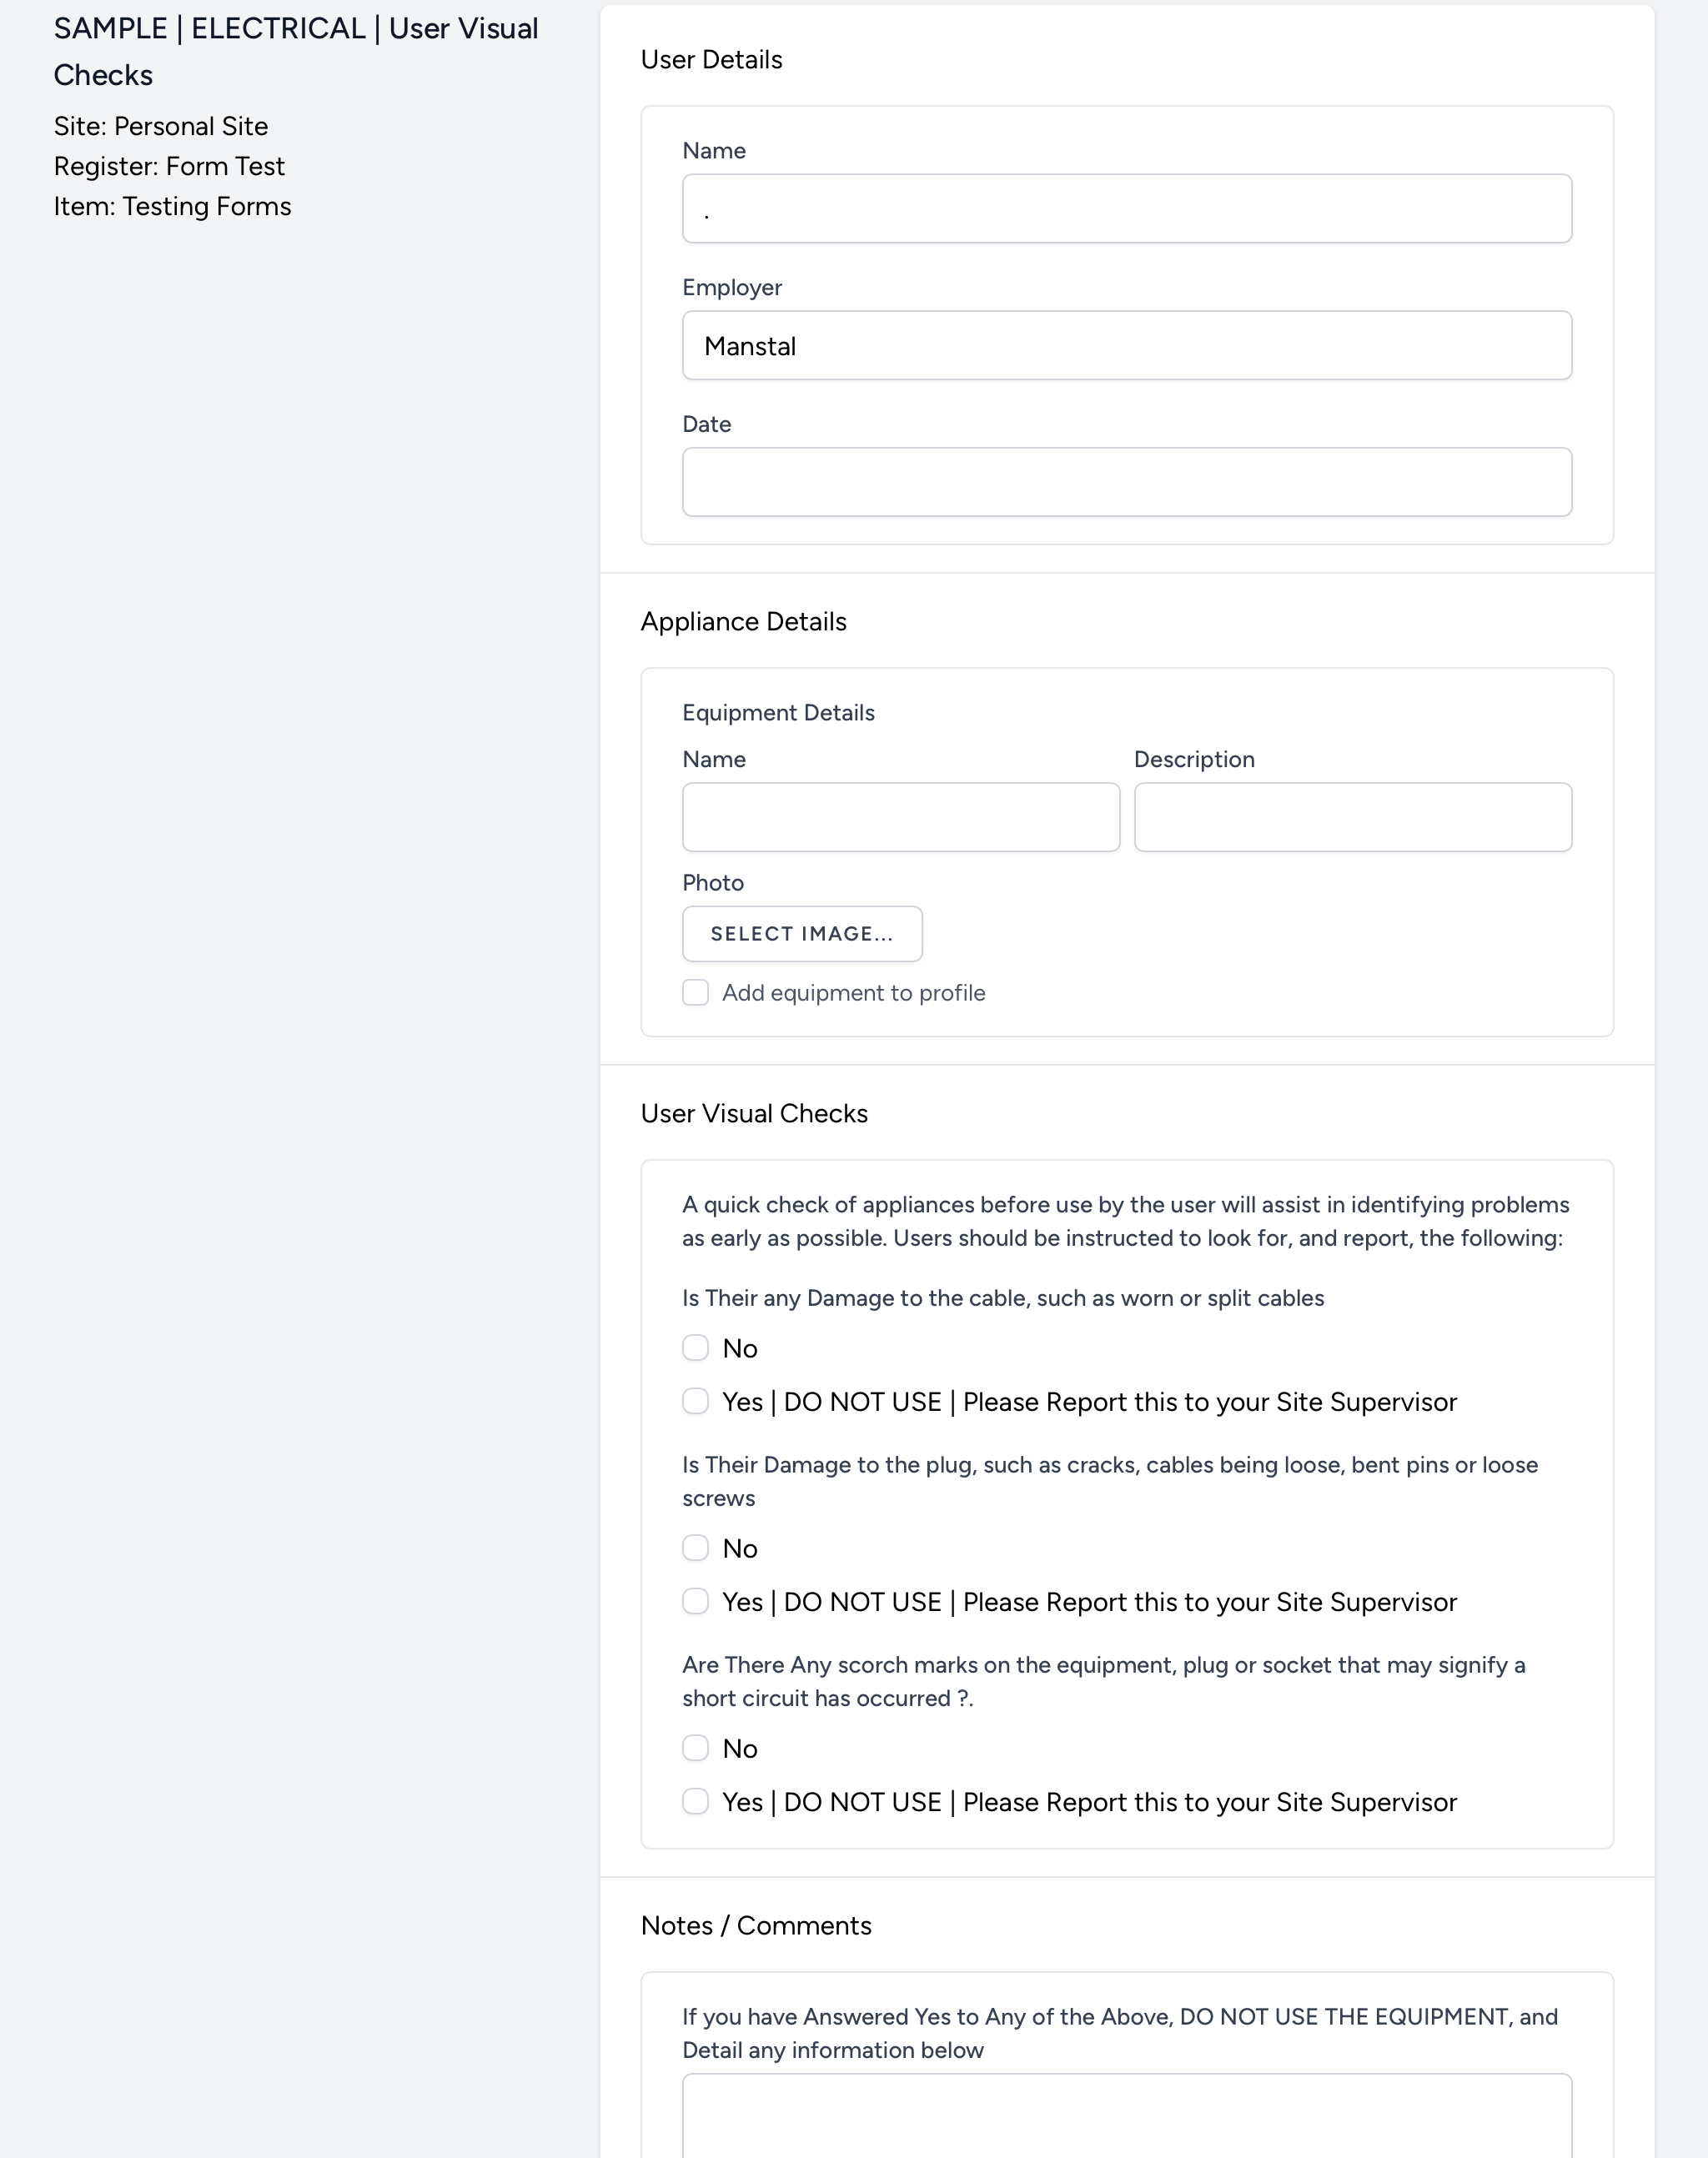 SAMPLE | ELECTRICAL | User Visual
Checks
Site: Personal Site
Register: Form Test
Item: Testing Forms
User Details
Name
.
Employer
Manstal
Date
Appliance Details
Equipment Details
Name
Description
Photo
SELECT IMAGE...
Add equipment to profile
User Visual Checks
A quick check of appliances before use by the user will assist in identifying problems
as early as possible. Users should be instructed to look for, and report, the following:
Is Their any Damage to the cable, such as worn or split cables
No
Yes | DO NOT USE | Please Report this to your Site Supervisor
Is Their Damage to the plug, such as cracks, cables being loose, bent pins or loose
screws
No
Yes | DO NOT USE | Please Report this to your Site Supervisor
Are There Any scorch marks on the equipment, plug or socket that may signify a
short circuit has occurred ?.
No
Yes | DO NOT USE | Please Report this to your Site Supervisor
Notes / Comments
If you have Answered Yes to Any of the Above, DO NOT USE THE EQUIPMENT, and
Detail any information below